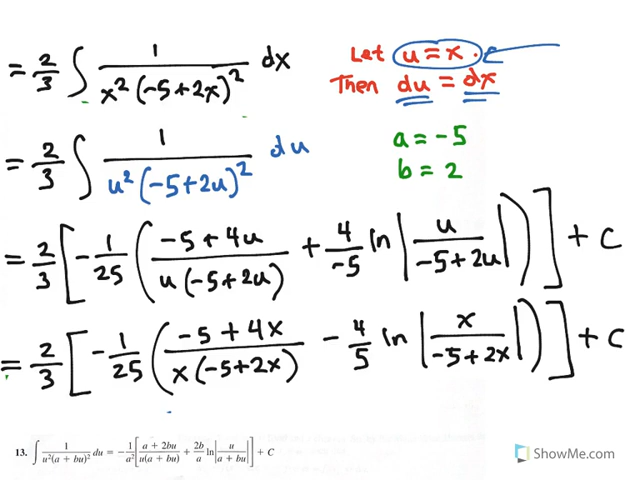 = 2/3 ∫ 1/(x²(-5+2x)²) dx
Let u = x.
Then du = dx
= 2/3 ∫ 1/(u²(-5+2u)²) du
a = -5
b = 2
= 2/3 [ -1/25 ( (-5+4u)/(u(-5+2u)) + 4/-5 ln | u/(-5+2u) | ) ] + C
= 2/3 [ -1/25 ( (-5+4x)/(x(-5+2x)) - 4/5 ln | x/(-5+2x) | ) ] + C
13. ∫ 1/(u²(a + bu)²) du = -1/a² [ (a + 2bu)/(u(a + bu)) + 2b/a ln | u/(a + bu) | ] + C
ShowMe.com